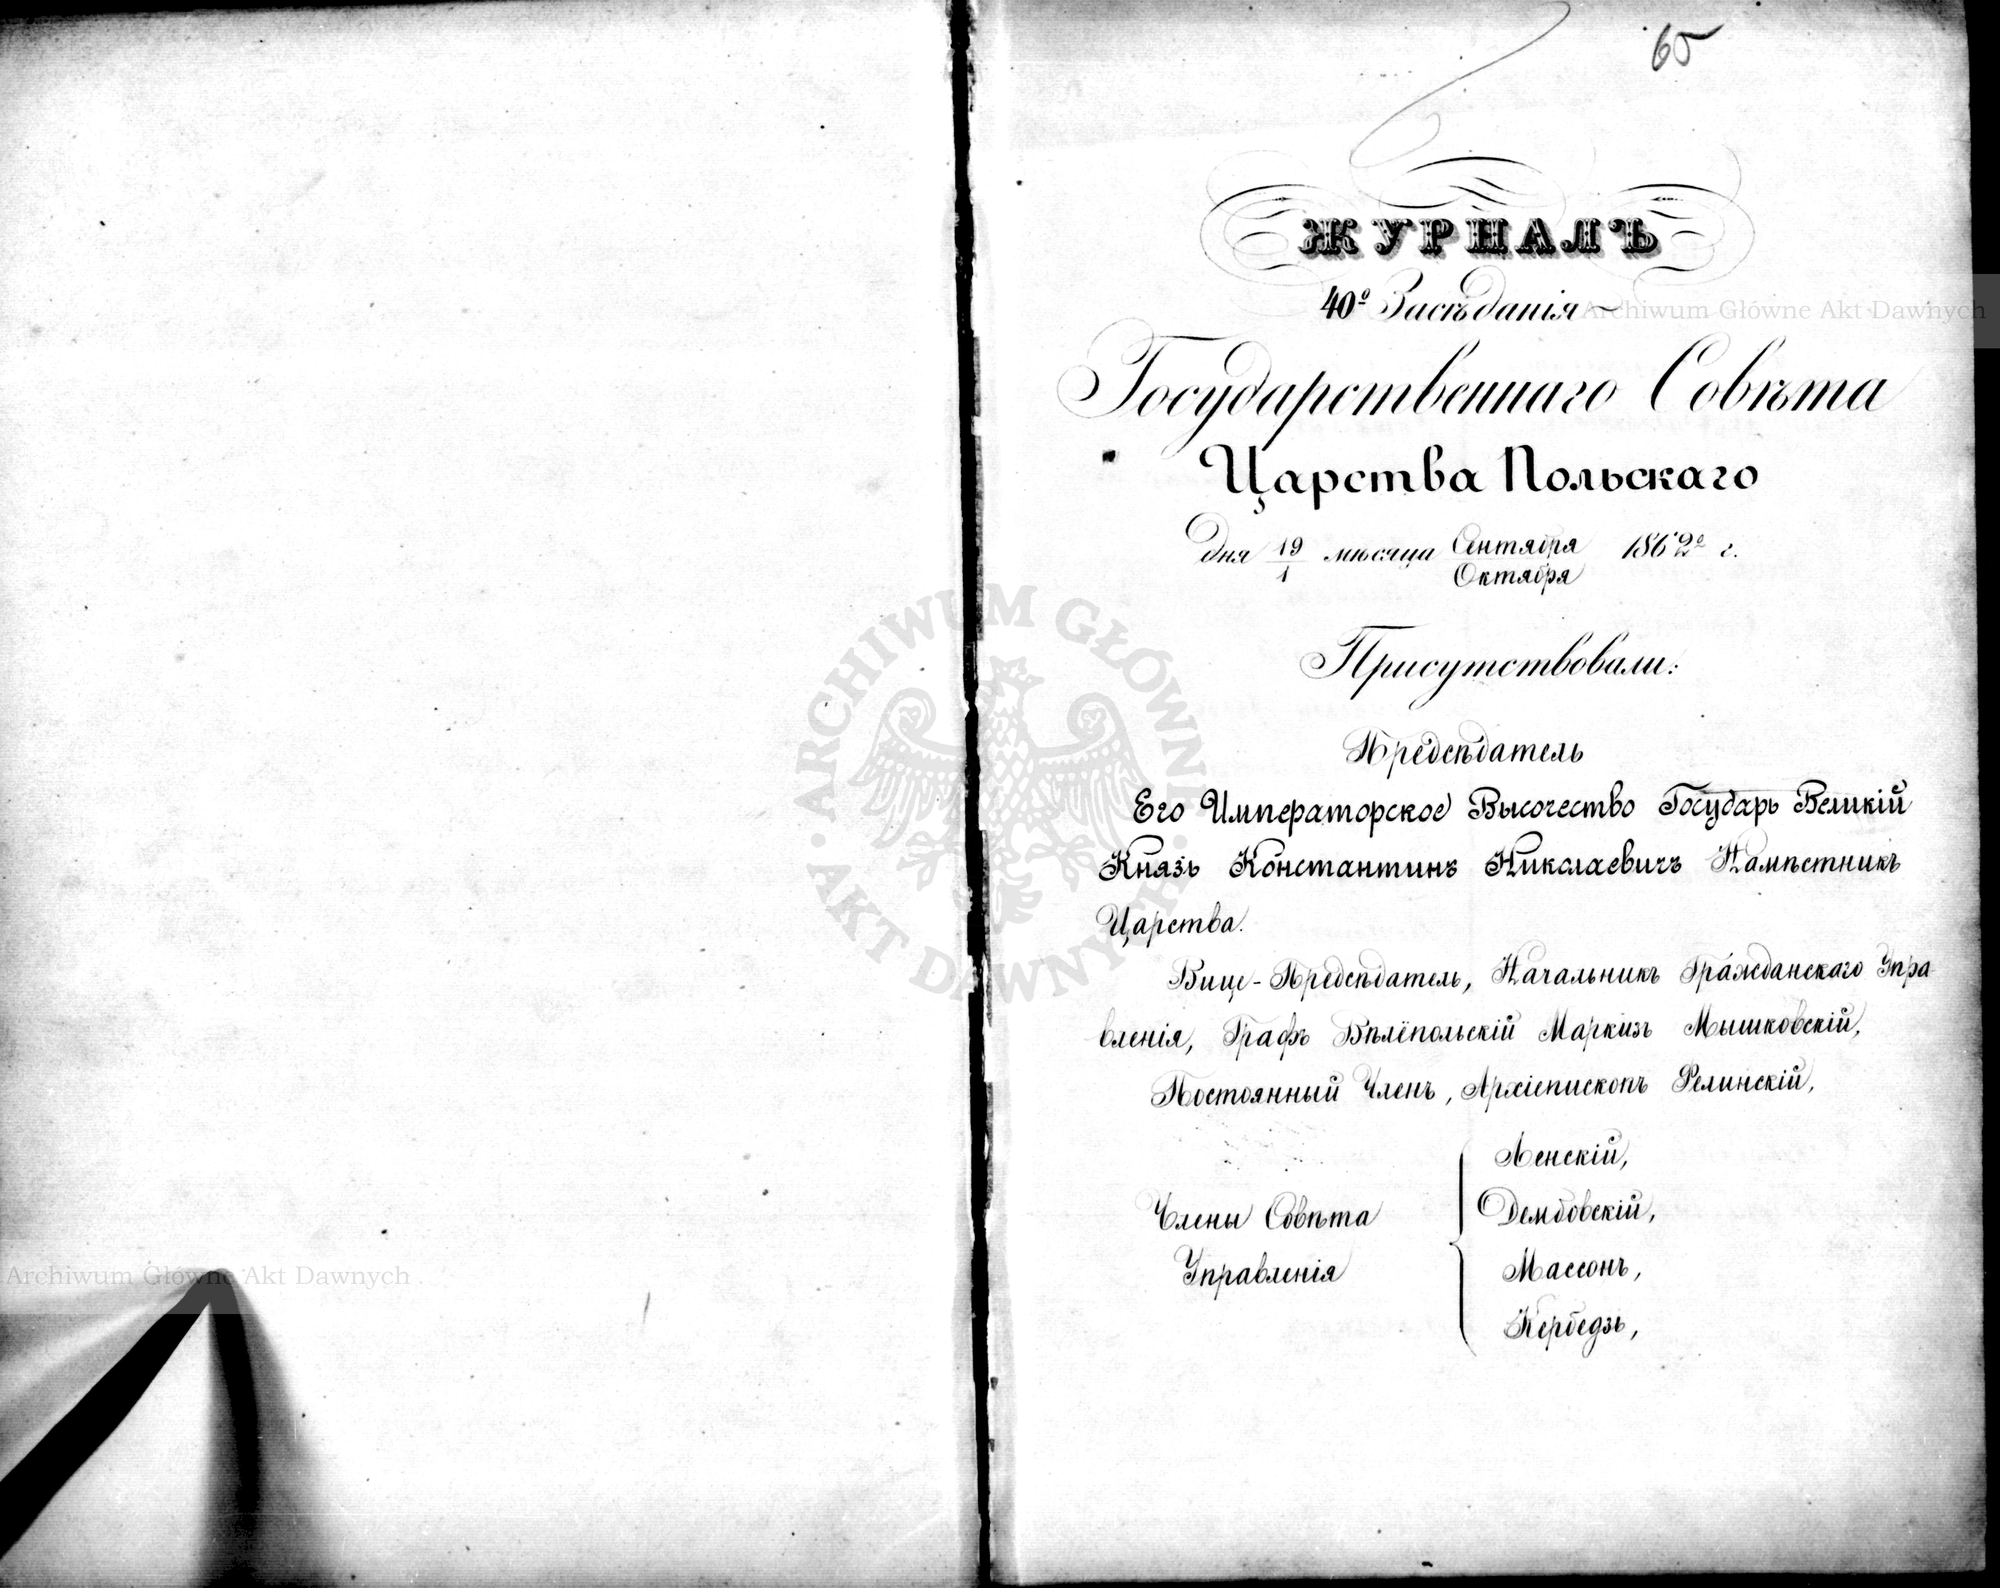 65
ЖУРНАЛЪ
40º Засѣданія
Archiwum Główne Akt Dawnych
Государственнаго Совѣта
Царства Польскаго
дня 19/1 мѣсяца Сентября/Октября 1862º г.
Присутствовали:
Предсѣдатель
Его Императорское Высочество Государь Великій
Князь Константинъ Николаевичъ Намѣстникъ
Царства.
Вице-Предсѣдатель, Начальникъ Гражданскаго Упра
вленія, Графъ Вѣлёпольскій Маркизъ Мышковскій,
Постоянный Членъ, Архіепископъ Фелинскій,
Члены Совѣта
Управленія
Ленскій,
Дембовскій,
Массонъ,
Кербедзь,
ARCHIWUM GŁÓWNE · AKT DAWNYCH ·
Archiwum Główne Akt Dawnych